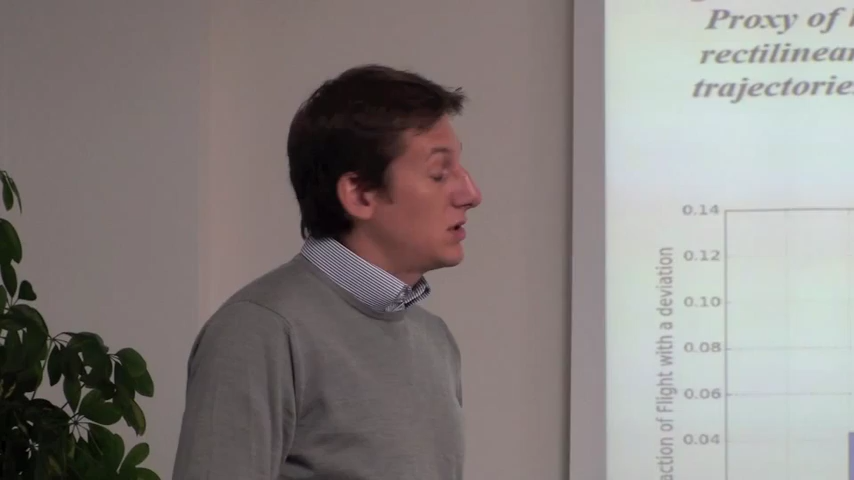 Proxy of
rectilinear
trajectories
0.14
0.12
0.10
0.08
0.06
0.04
action of Flight with a deviation